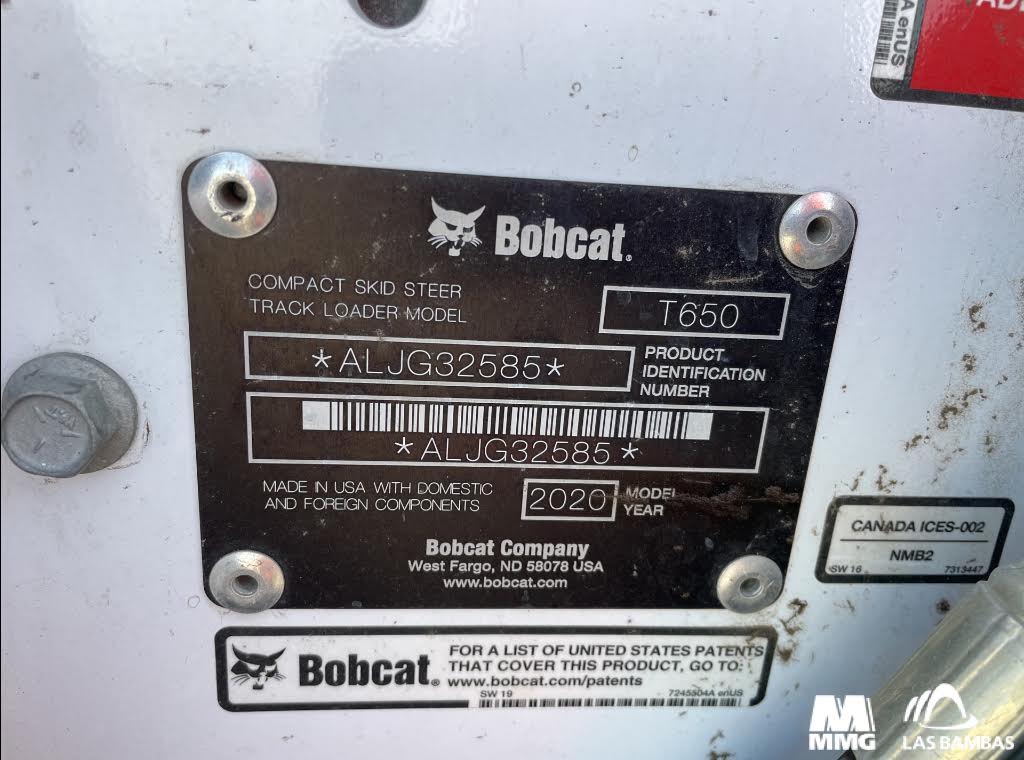 A enUS
Bobcat®
COMPACT SKID STEER
TRACK LOADER MODEL
T650
*ALJG32585*
PRODUCT
IDENTIFICATION
NUMBER
*ALJG32585*
MADE IN USA WITH DOMESTIC
AND FOREIGN COMPONENTS
2020
MODEL
YEAR
Bobcat Company
West Fargo, ND 58078 USA
www.bobcat.com
CANADA ICES-002
NMB2
SW 16
7313447
Bobcat®
FOR A LIST OF UNITED STATES PATENTS
THAT COVER THIS PRODUCT, GO TO:
www.bobcat.com/patents
SW 19
7245504A enUS
MMG
LAS BAMBAS